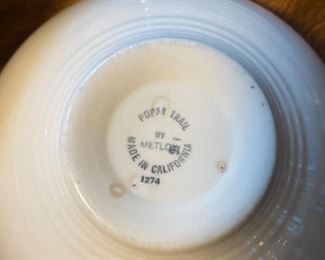 POPPY TRAIL
BY
METLOX
MADE IN CALIFORNIA
1274